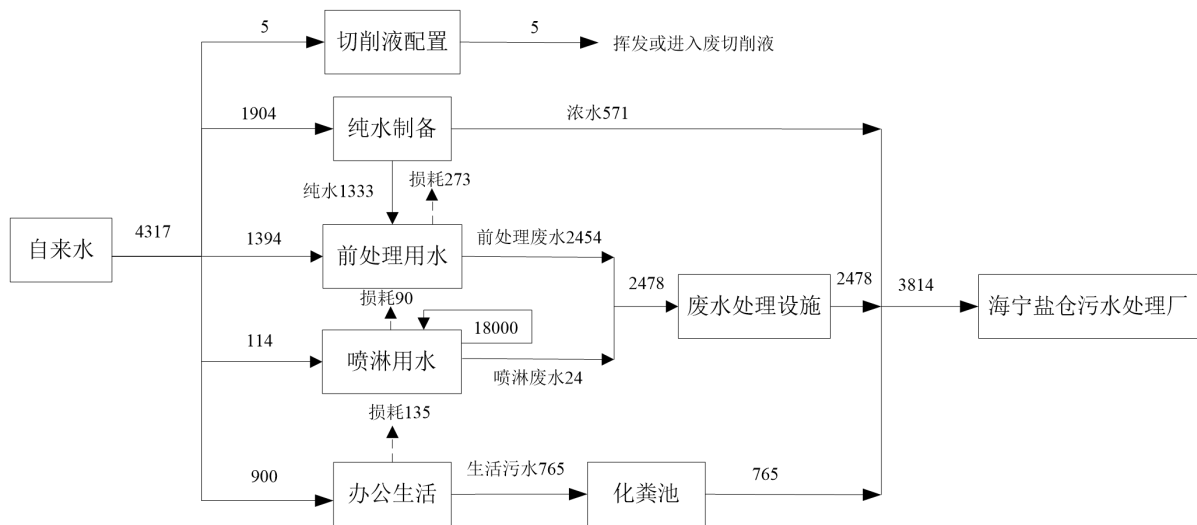 5
切削液配置
5
挥发或进入废切削液
1904
纯水制备
浓水571
纯水1333
损耗273
自来水
4317
1394
前处理用水
前处理废水2454
损耗90
2478
废水处理设施
2478
3814
海宁盐仓污水处理厂
18000
114
喷淋用水
喷淋废水24
损耗135
900
办公生活
生活污水765
化粪池
765